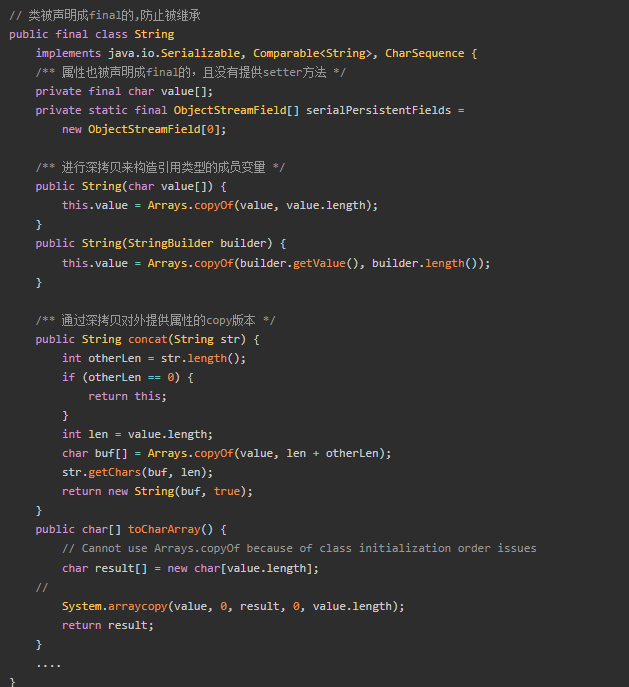 // 类被声明成final的,防止被继承
public final class String
    implements java.io.Serializable, Comparable<String>, CharSequence {
    /** 属性也被声明成final的，且没有提供setter方法 */
    private final char value[];
    private static final ObjectStreamField[] serialPersistentFields =
        new ObjectStreamField[0];

    /** 进行深拷贝来构造引用类型的成员变量 */
    public String(char value[]) {
        this.value = Arrays.copyOf(value, value.length);
    }
    public String(StringBuilder builder) {
        this.value = Arrays.copyOf(builder.getValue(), builder.length());
    }

    /** 通过深拷贝对外提供属性的copy版本 */
    public String concat(String str) {
        int otherLen = str.length();
        if (otherLen == 0) {
            return this;
        }
        int len = value.length;
        char buf[] = Arrays.copyOf(value, len + otherLen);
        str.getChars(buf, len);
        return new String(buf, true);
    }
    public char[] toCharArray() {
        // Cannot use Arrays.copyOf because of class initialization order issues
        char result[] = new char[value.length];
    //
        System.arraycopy(value, 0, result, 0, value.length);
        return result;
    }
    ....
}